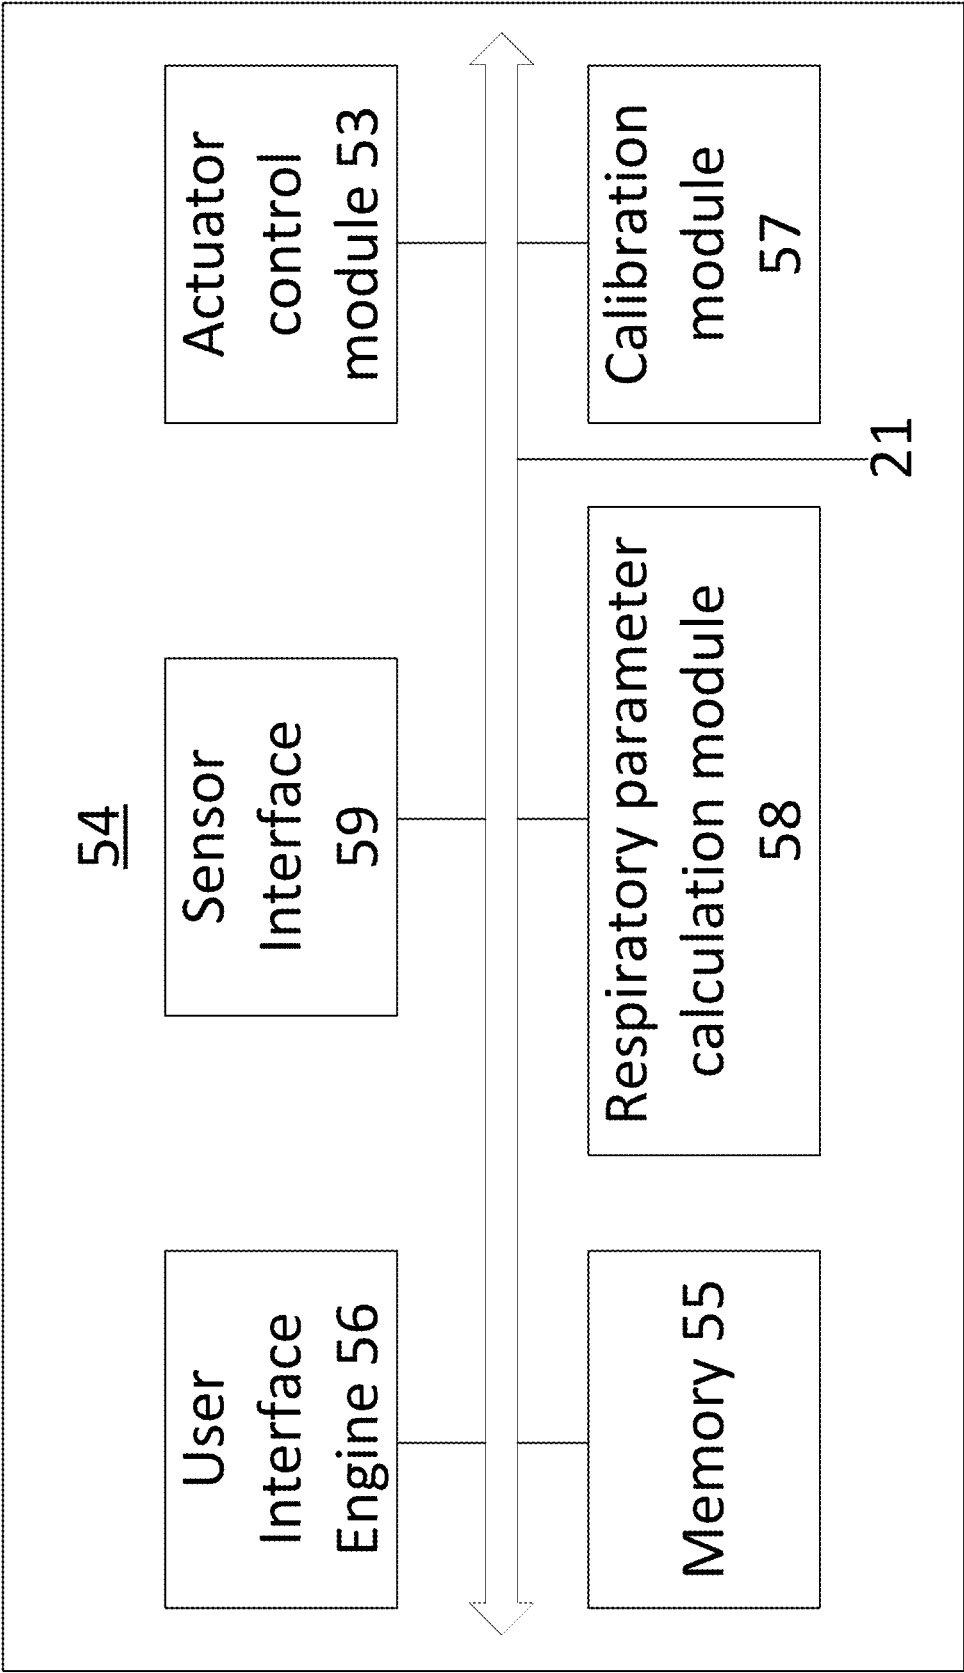 54
User
Interface
Engine 56
Sensor
Interface
59
Actuator
control
module 53
Memory 55
Respiratory parameter
calculation module
58
Calibration
module
57
21